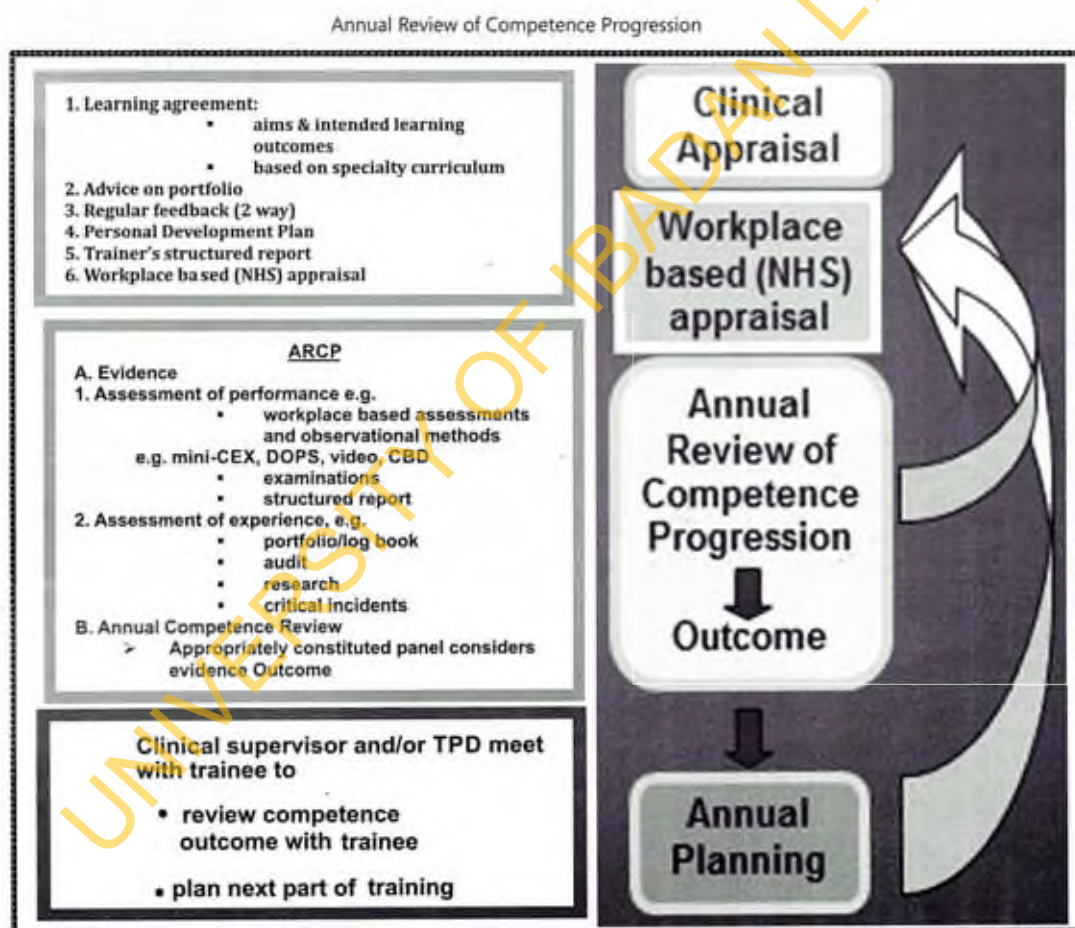 Annual Review of Competence Progression
1. Learning agreement:
▪ aims & intended learning
outcomes
▪ based on specialty curriculum
2. Advice on portfolio
3. Regular feedback (2 way)
4. Personal Development Plan
5. Trainer's structured report
6. Workplace based (NHS) appraisal
ARCP
A. Evidence
1. Assessment of performance e.g.
▪ workplace based assessments
and observational methods
e.g. mini-CEX, DOPS, video, CBD
▪ examinations
▪ structured report
2. Assessment of experience, e.g.
▪ portfolio/log book
▪ audit
▪ research
▪ critical incidents
B. Annual Competence Review
➢ Appropriately constituted panel considers
evidence Outcome
Clinical supervisor and/or TPD meet
with trainee to
▪ review competence
outcome with trainee
▪ plan next part of training
Clinical
Appraisal
Workplace
based (NHS)
appraisal
Annual
Review of
Competence
Progression
Outcome
Annual
Planning
UNIVERSITY OF IBADAN L